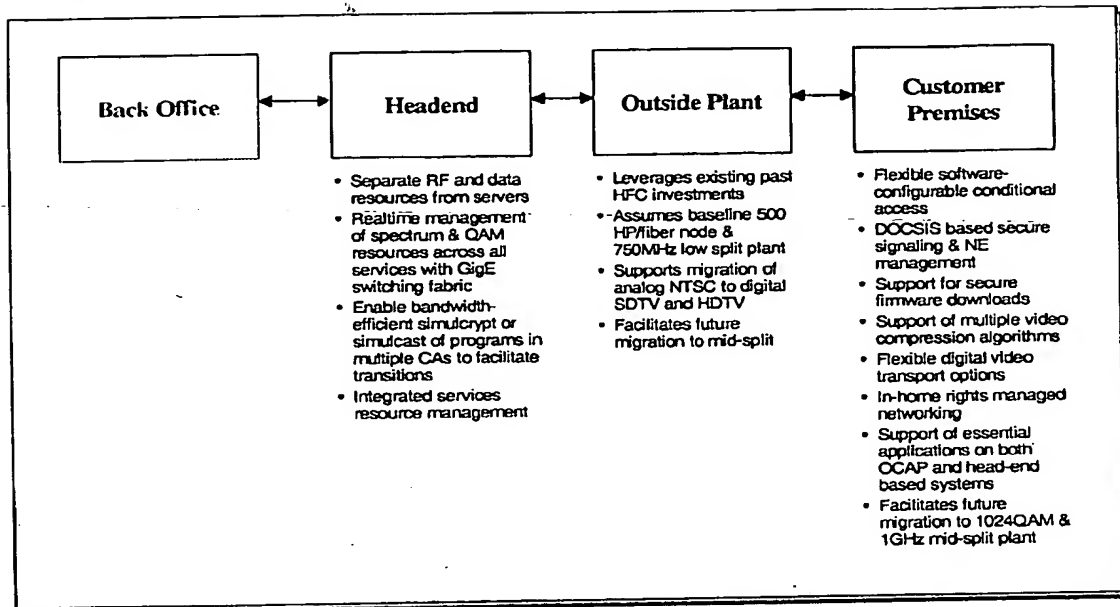 Back Office
Headend
Outside Plant
Customer
Premises
• Separate RF and data
resources from servers
• Realtime management
of spectrum & QAM
resources across all
services with GigE
switching fabric
• Enable bandwidth-
efficient simulcrypt or
simulcast of programs in
multiple CAs to facilitate
transitions
• Integrated services
resource management
• Leverages existing past
HFC investments
• Assumes baseline 500
HP/fiber node &
750MHz low split plant
• Supports migration of
analog NTSC to digital
SDTV and HDTV
• Facilitates future
migration to mid-split
• Flexible software-
configurable conditional
access
• DOCSIS based secure
signaling & NE
management
• Support for secure
firmware downloads
• Support of multiple video
compression algorithms
• Flexible digital video
transport options
• In-home rights managed
networking
• Support of essential
applications on both
OCAP and head-end
based systems
• Facilitates future
migration to 1024QAM &
1GHz mid-split plant